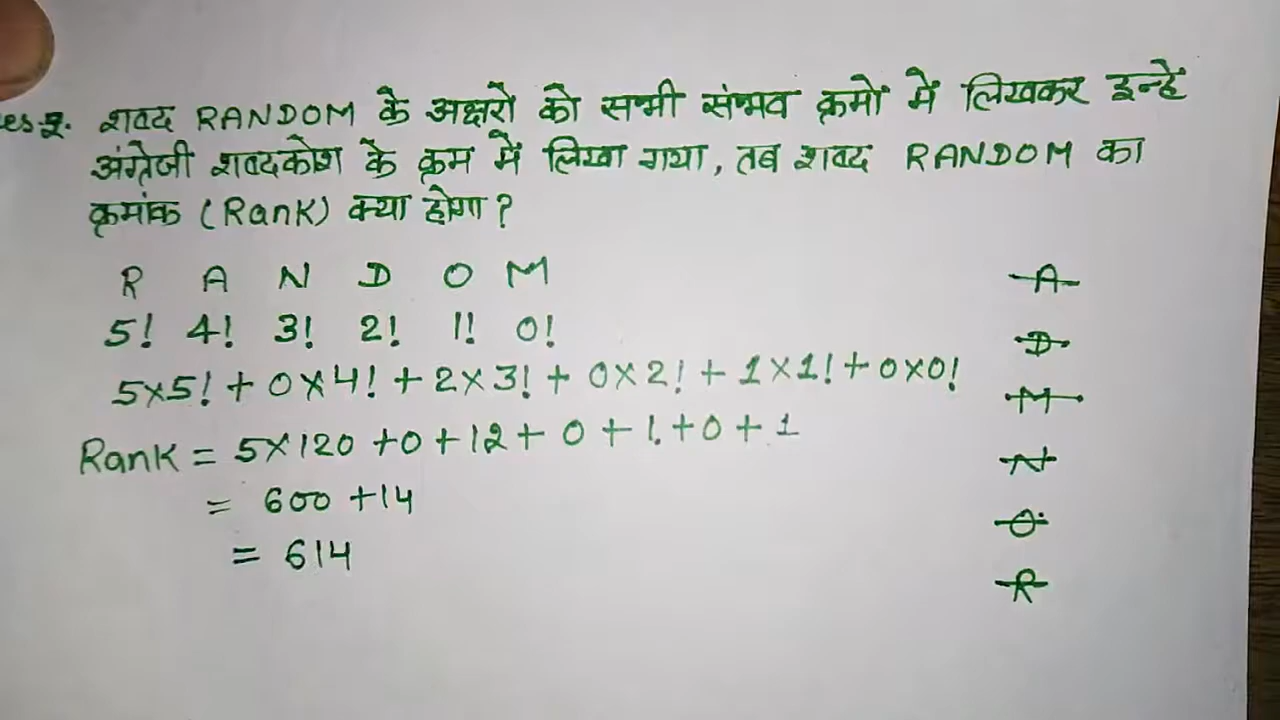 es-2. शब्द RANDOM के अक्षरो को सभी संभव क्रमों में लिखकर इन्हे
अंग्रेजी शब्दकोश के क्रम में लिखा गया, तब शब्द RANDOM का
क्रमांक (Rank) क्या होगा?
R A N D O M
5! 4! 3! 2! 1! 0!
5×5! + 0×4! + 2×3! + 0×2! + 1×1! + 0×0!
Rank = 5×120 +0 +12 + 0 + 1 +0 + 1
= 600 +14
= 614
A
D
M
N
O
R